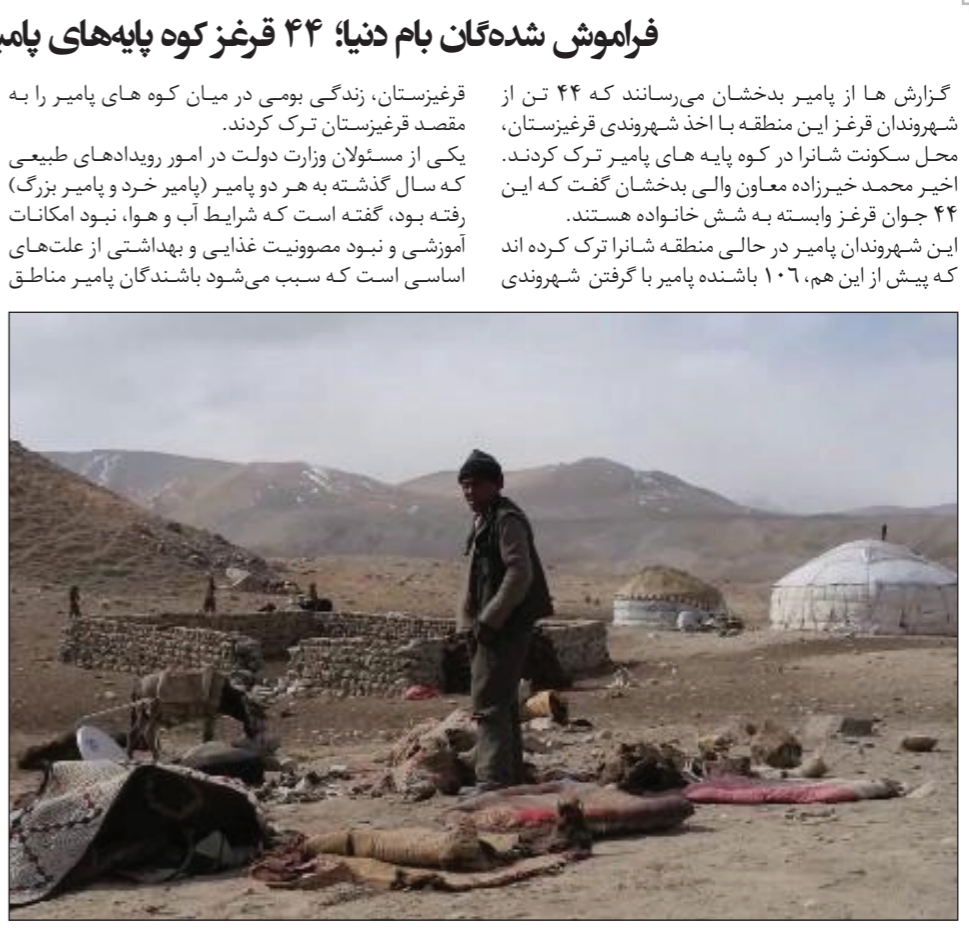 فراموش شده‌گان بام دنیا؛ ۴۴ قرغز کوه پایه‌های
گزارش ها از پامیر بدخشان می‌رسانند که ۴۴ تن از
شهروندان قرغز این منطقه با اخذ شهروندی قرغیزستان،
محل سکونت شانرا در کوه پایه های پامیر ترک کردند.
اخیر محمد خیرزاده معاون والی بدخشان گفت که این
۴۴ جوان قرغز وابسته به شش خانواده هستند.
این شهروندان پامیر در حالی منطقه شانرا ترک کرده اند
که پیش از این هم، ۱۰۶ باشنده پامیر با گرفتن شهروندی
قرغیزستان، زندگی بومی در میان کوه های پامیر را به
مقصد قرغیزستان ترک کردند.
یکی از مسئولان وزارت دولت در امور رویدادهای طبیعی
که سال گذشته به هر دو پامیر (پامیر خرد و پامیر بزرگ)
رفته بود، گفته است که شرایط آب و هوا، نبود امکانات
آموزشی و نبود مصوونیت غذایی و بهداشتی از علت‌های
اساسی است که سبب می‌شود باشندگان پامیر مناطق